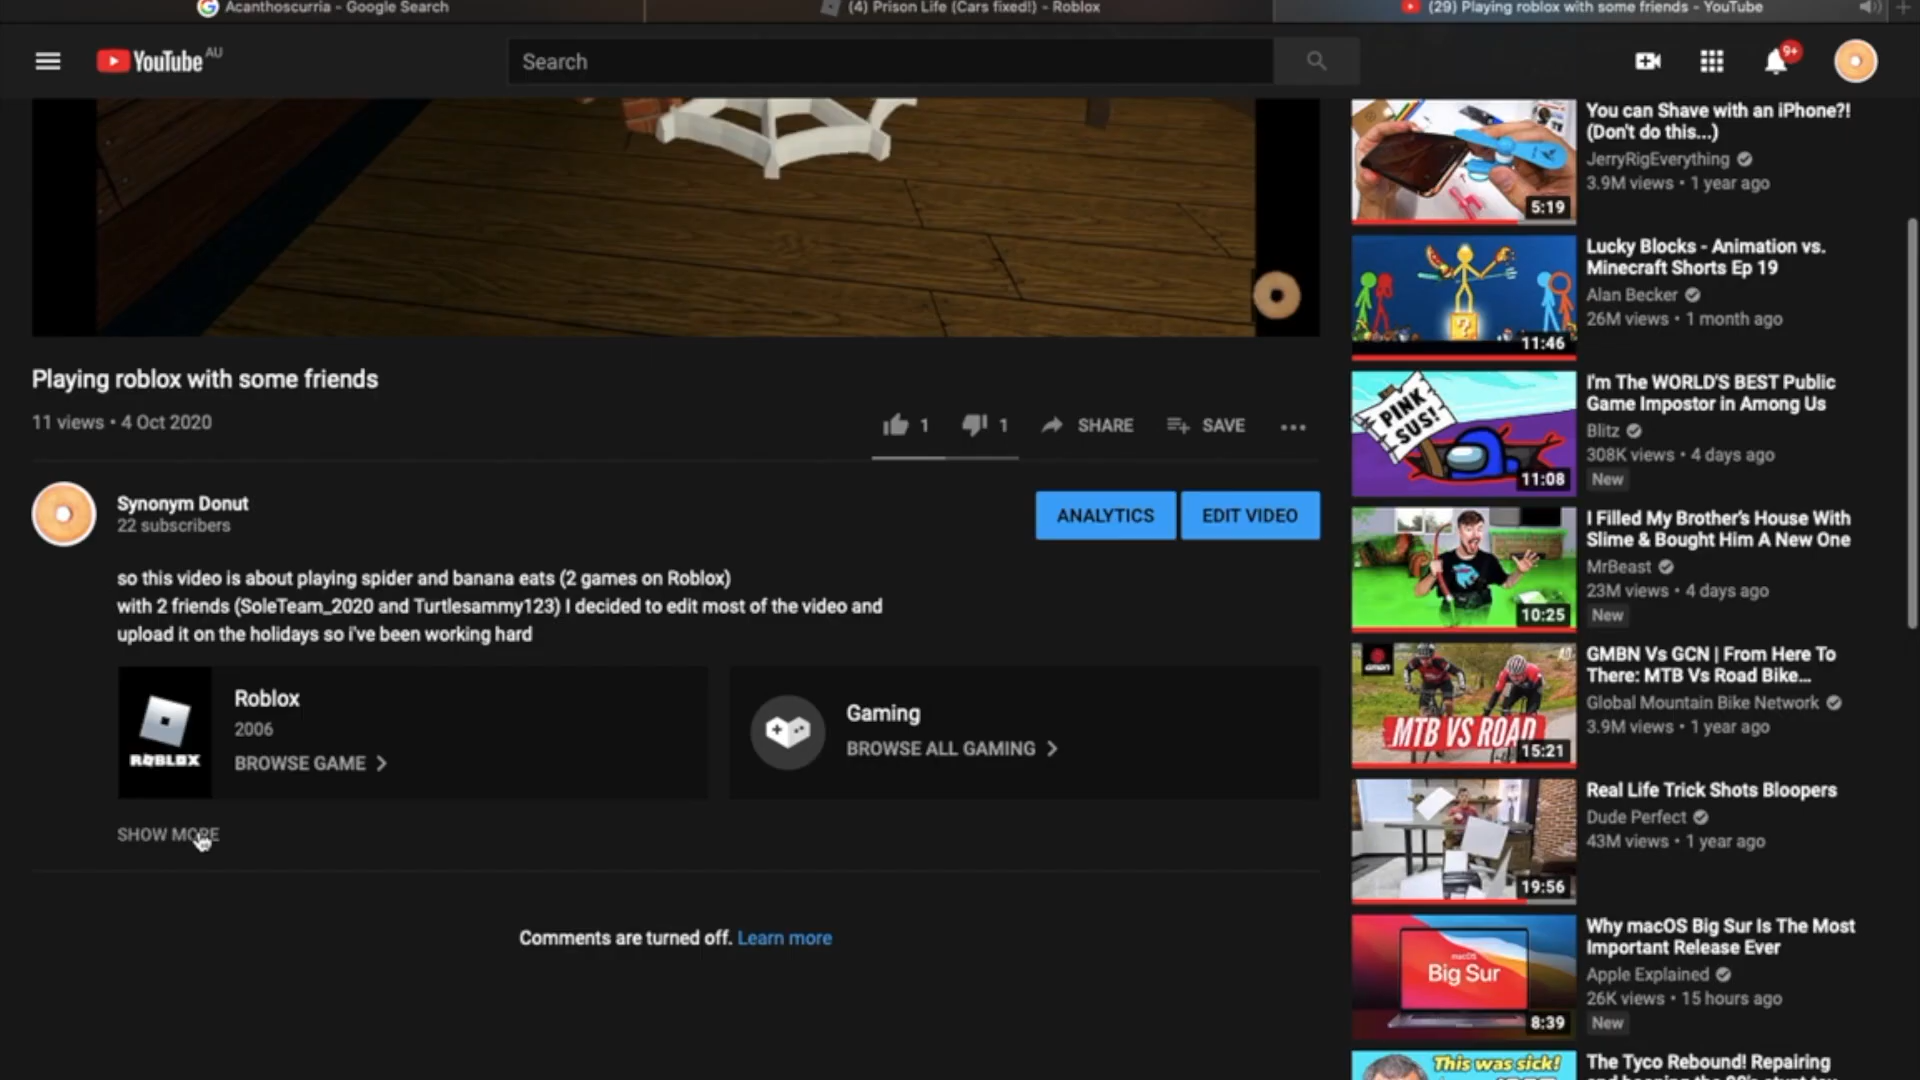 Acanthoscurria - Google Search
(4) Prison Life (Cars fixed!) - Roblox
(29) Playing roblox with some friends - YouTube
YouTube AU
Search
9+
Playing roblox with some friends
11 views • 4 Oct 2020
1
1
SHARE
SAVE
Synonym Donut
22 subscribers
ANALYTICS
EDIT VIDEO
so this video is about playing spider and banana eats (2 games on Roblox)
with 2 friends (SoleTeam_2020 and Turtlesammy123) I decided to edit most of the video and
upload it on the holidays so i've been working hard
ROBLOX
Roblox
2006
BROWSE GAME
Gaming
BROWSE ALL GAMING
SHOW MORE
Comments are turned off. Learn more
5:19
You can Shave with an iPhone?!
(Don't do this...)
JerryRigEverything
3.9M views • 1 year ago
?
11:46
Lucky Blocks - Animation vs.
Minecraft Shorts Ep 19
Alan Becker
26M views • 1 month ago
PINK
SUS!
11:08
I'm The WORLD'S BEST Public
Game Impostor in Among Us
Blitz
308K views • 4 days ago
New
10:25
I Filled My Brother's House With
Slime & Bought Him A New One
MrBeast
23M views • 4 days ago
New
GMBN
MTB VS ROAD
15:21
GMBN Vs GCN | From Here To
There: MTB Vs Road Bike...
Global Mountain Bike Network
3.9M views • 1 year ago
19:56
Real Life Trick Shots Bloopers
Dude Perfect
43M views • 1 year ago
macOS
Big Sur
8:39
Why macOS Big Sur Is The Most
Important Release Ever
Apple Explained
26K views • 15 hours ago
New
This was sick!
The Tyco Rebound! Repairing